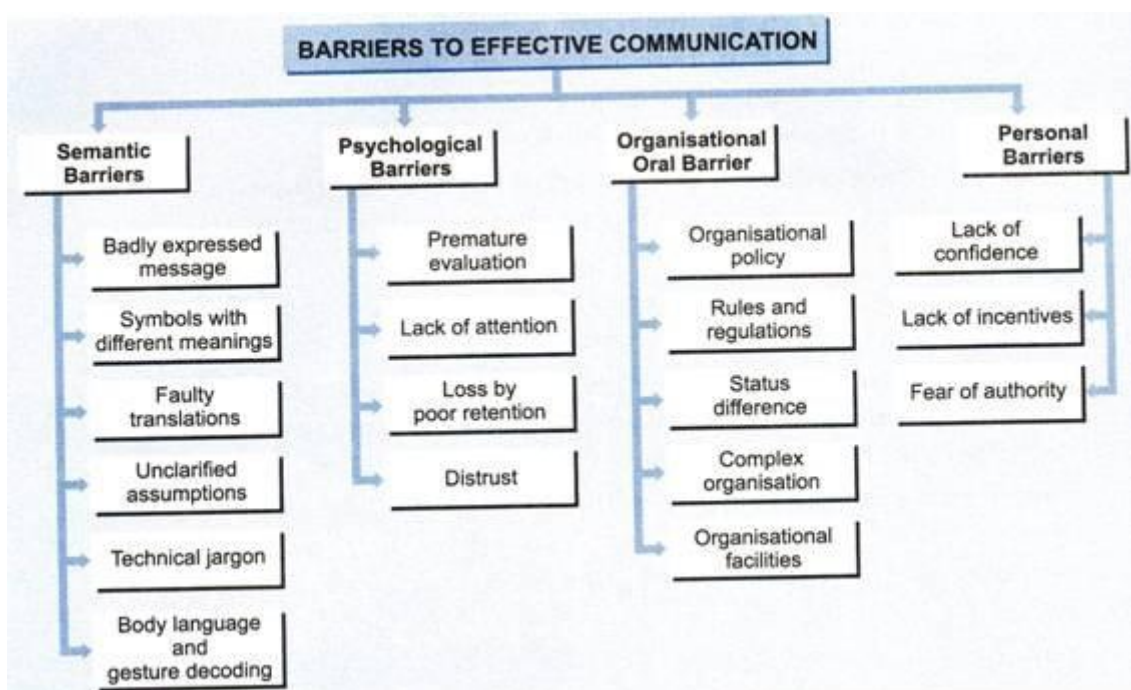 BARRIERS TO EFFECTIVE COMMUNICATION
Semantic
Barriers
Badly expressed
message
Symbols with
different meanings
Faulty
translations
Unclarified
assumptions
Technical jargon
Body language
and
gesture decoding
Psychological
Barriers
Premature
evaluation
Lack of attention
Loss by
poor retention
Distrust
Organisational
Oral Barrier
Organisational
policy
Rules and
regulations
Status
difference
Complex
organisation
Organisational
facilities
Personal
Barriers
Lack of
confidence
Lack of incentives
Fear of authority